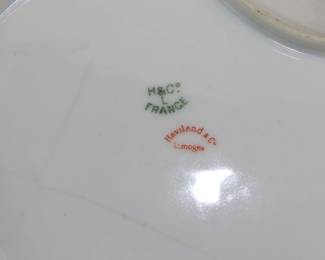 H&Cº
L
FRANCE
Haviland & Cº
Limoges